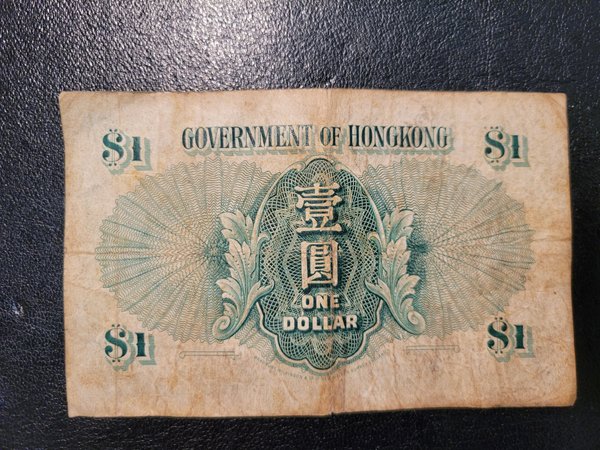 $1 GOVERNMENT OF HONGKONG $1
壹
圓
ONE
DOLLAR
$1 $1